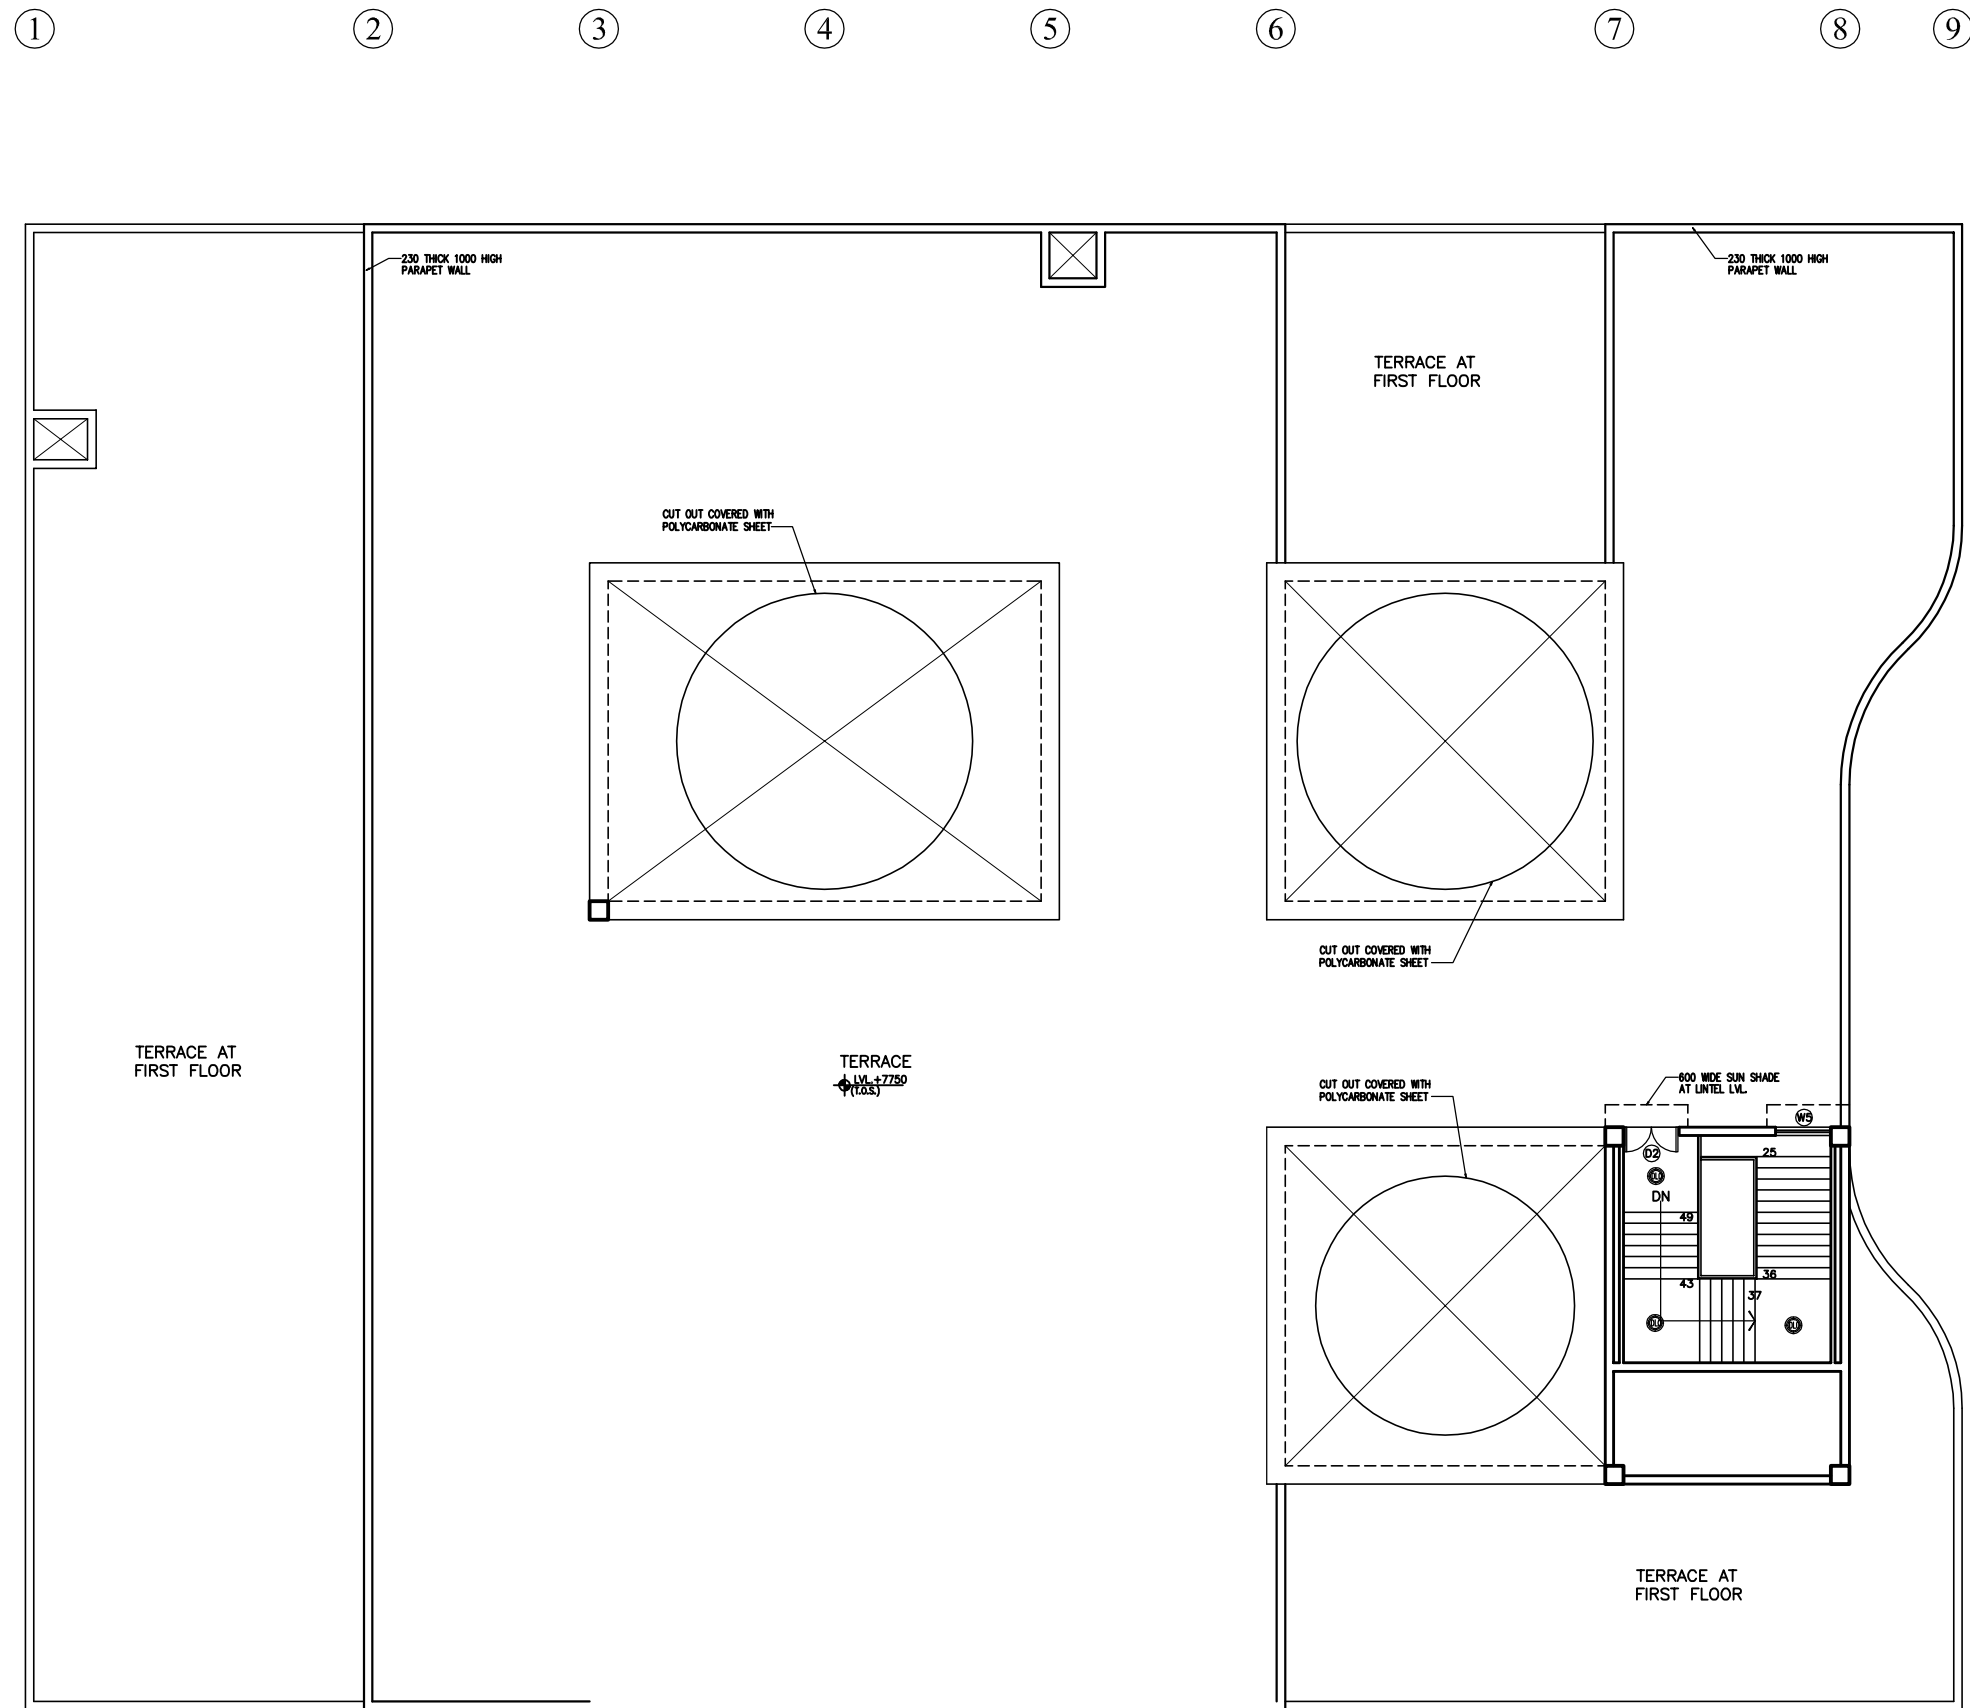 1 2 3 4 5 6 7 8 9
230 THICK 1000 HIGH
PARAPET WALL
230 THICK 1000 HIGH
PARAPET WALL
TERRACE AT
FIRST FLOOR
CUT OUT COVERED WITH
POLYCARBONATE SHEET
CUT OUT COVERED WITH
POLYCARBONATE SHEET
TERRACE AT
FIRST FLOOR
TERRACE
LVL.+7750
(T.O.S.)
CUT OUT COVERED WITH
POLYCARBONATE SHEET
600 WIDE SUN SHADE
AT LINTEL LVL.
W5
D2
25
DN
49
36
43
37
TERRACE AT
FIRST FLOOR